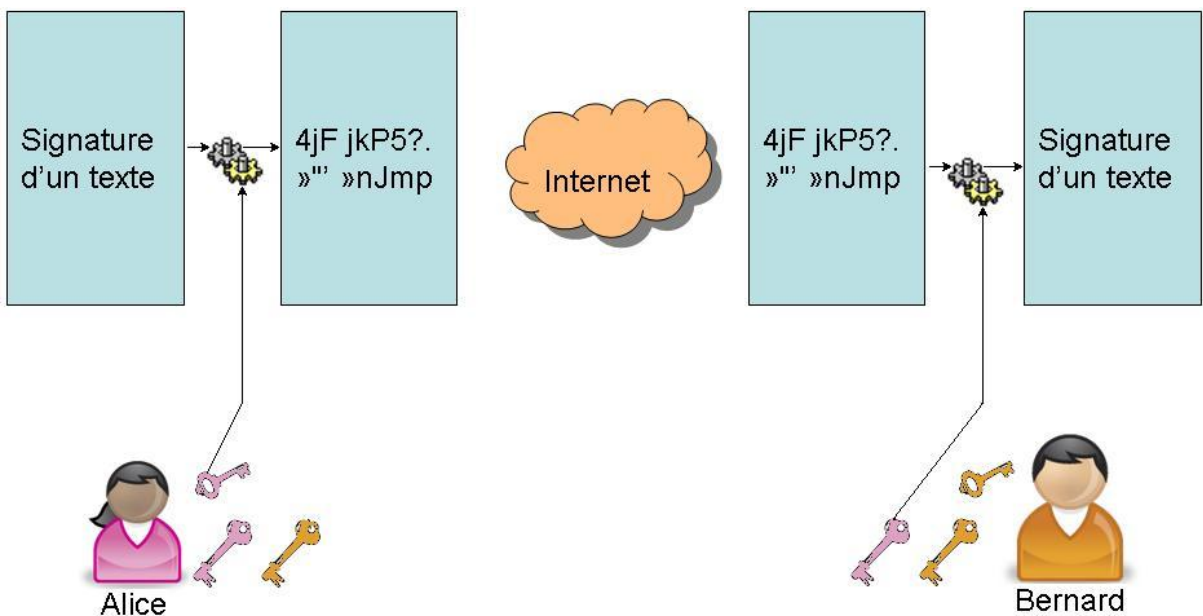 Signature
d'un texte
4jF jkP5?.
»"' »nJmp
Internet
4jF jkP5?.
»"' »nJmp
Signature
d'un texte
Alice
Bernard